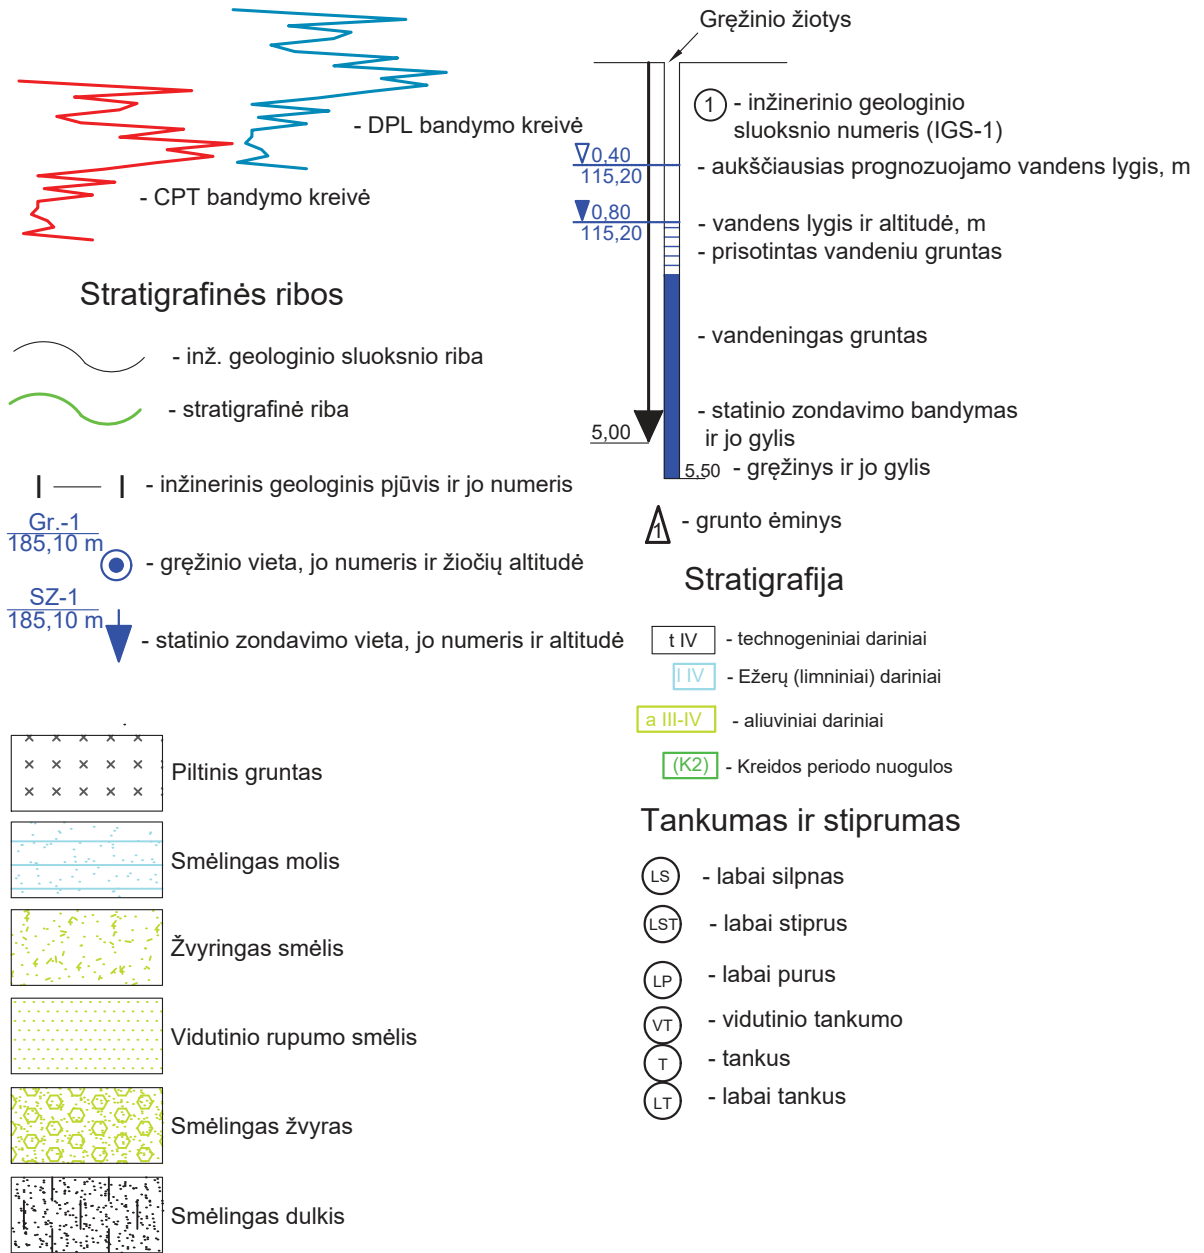 - DPL bandymo kreivė
- CPT bandymo kreivė
Stratigrafinės ribos
- inž. geologinio sluoksnio riba
- stratigrafinė riba
- inžinerinis geologinis pjūvis ir jo numeris
Gr.-1
185,10 m
- gręžinio vieta, jo numeris ir žiočių altitudė
SZ-1
185,10 m
- statinio zondavimo vieta, jo numeris ir altitudė
Piltinis gruntas
Smėlingas molis
Žvyringas smėlis
Vidutinio rupumo smėlis
Smėlingas žvyras
Smėlingas dulkis
Gręžinio žiotys
1 - inžinerinio geologinio
sluoksnio numeris (IGS-1)
0,40
115,20
- aukščiausias prognozuojamo vandens lygis, m
0,80
115,20
- vandens lygis ir altitudė, m
- prisotintas vandeniu gruntas
- vandeningas gruntas
- statinio zondavimo bandymas
ir jo gylis
5,00
5,50 - gręžinys ir jo gylis
1 - grunto ėminys
Stratigrafija
t IV - technogeniniai dariniai
l IV - Ežerų (limniniai) dariniai
a III-IV - aliuviniai dariniai
(K2) - Kreidos periodo nuogulos
Tankumas ir stiprumas
LS - labai silpnas
LST - labai stiprus
LP - labai purus
VT - vidutinio tankumo
T - tankus
LT - labai tankus